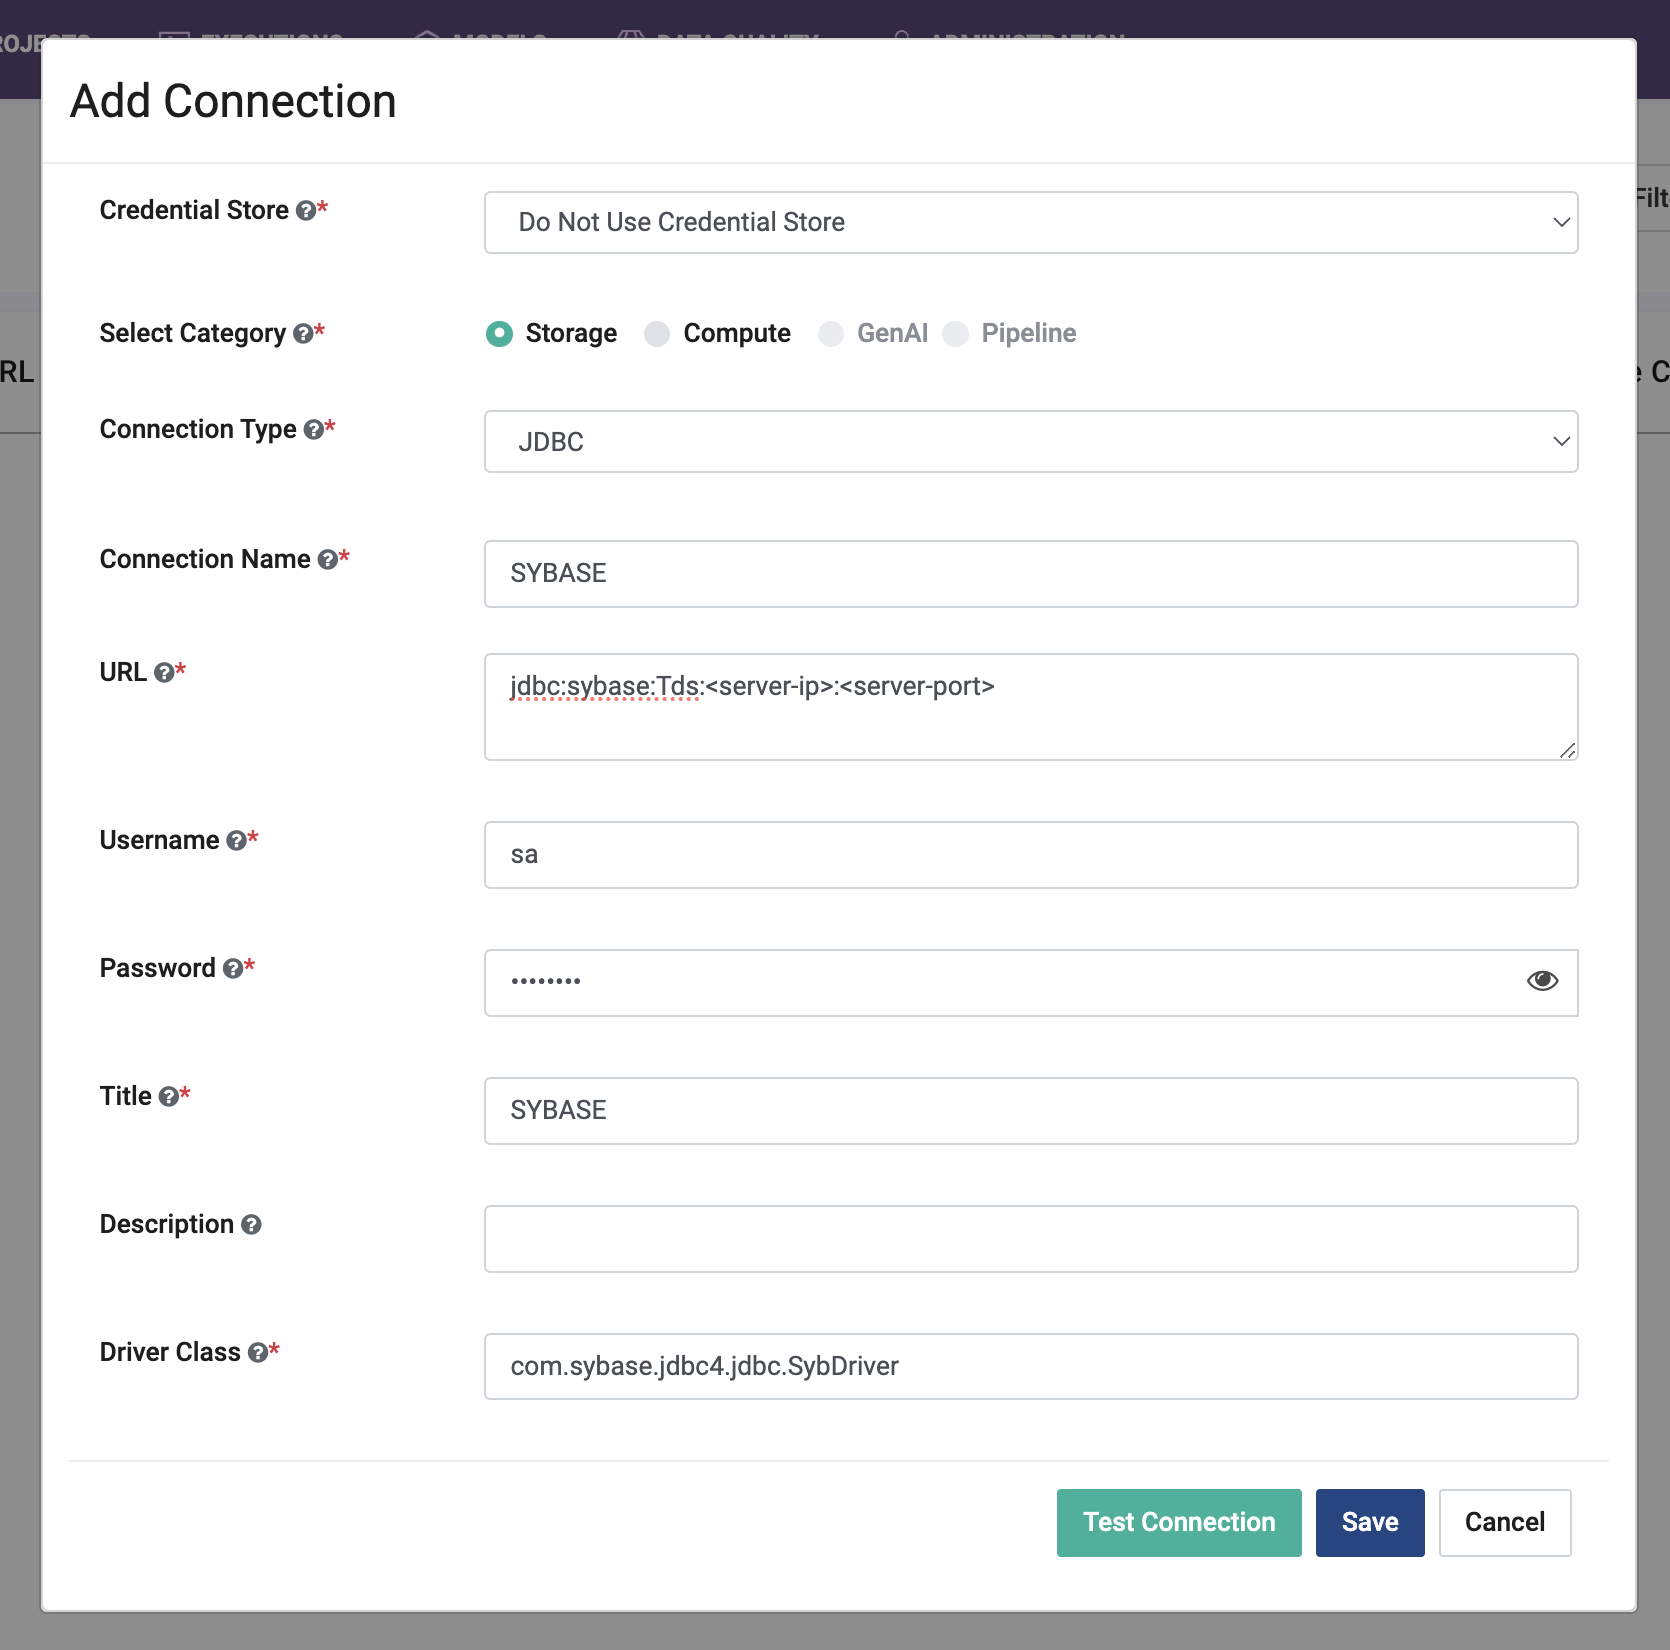 Add Connection
Credential Store ?*
Do Not Use Credential Store
Select Category ?*
Storage Compute GenAI Pipeline
Connection Type ?*
JDBC
Connection Name ?*
SYBASE
URL ?*
jdbc:sybase:Tds:<server-ip>:<server-port>
Username ?*
sa
Password ?*
••••••••
Title ?*
SYBASE
Description ?
Driver Class ?*
com.sybase.jdbc4.jdbc.SybDriver
Test Connection Save Cancel